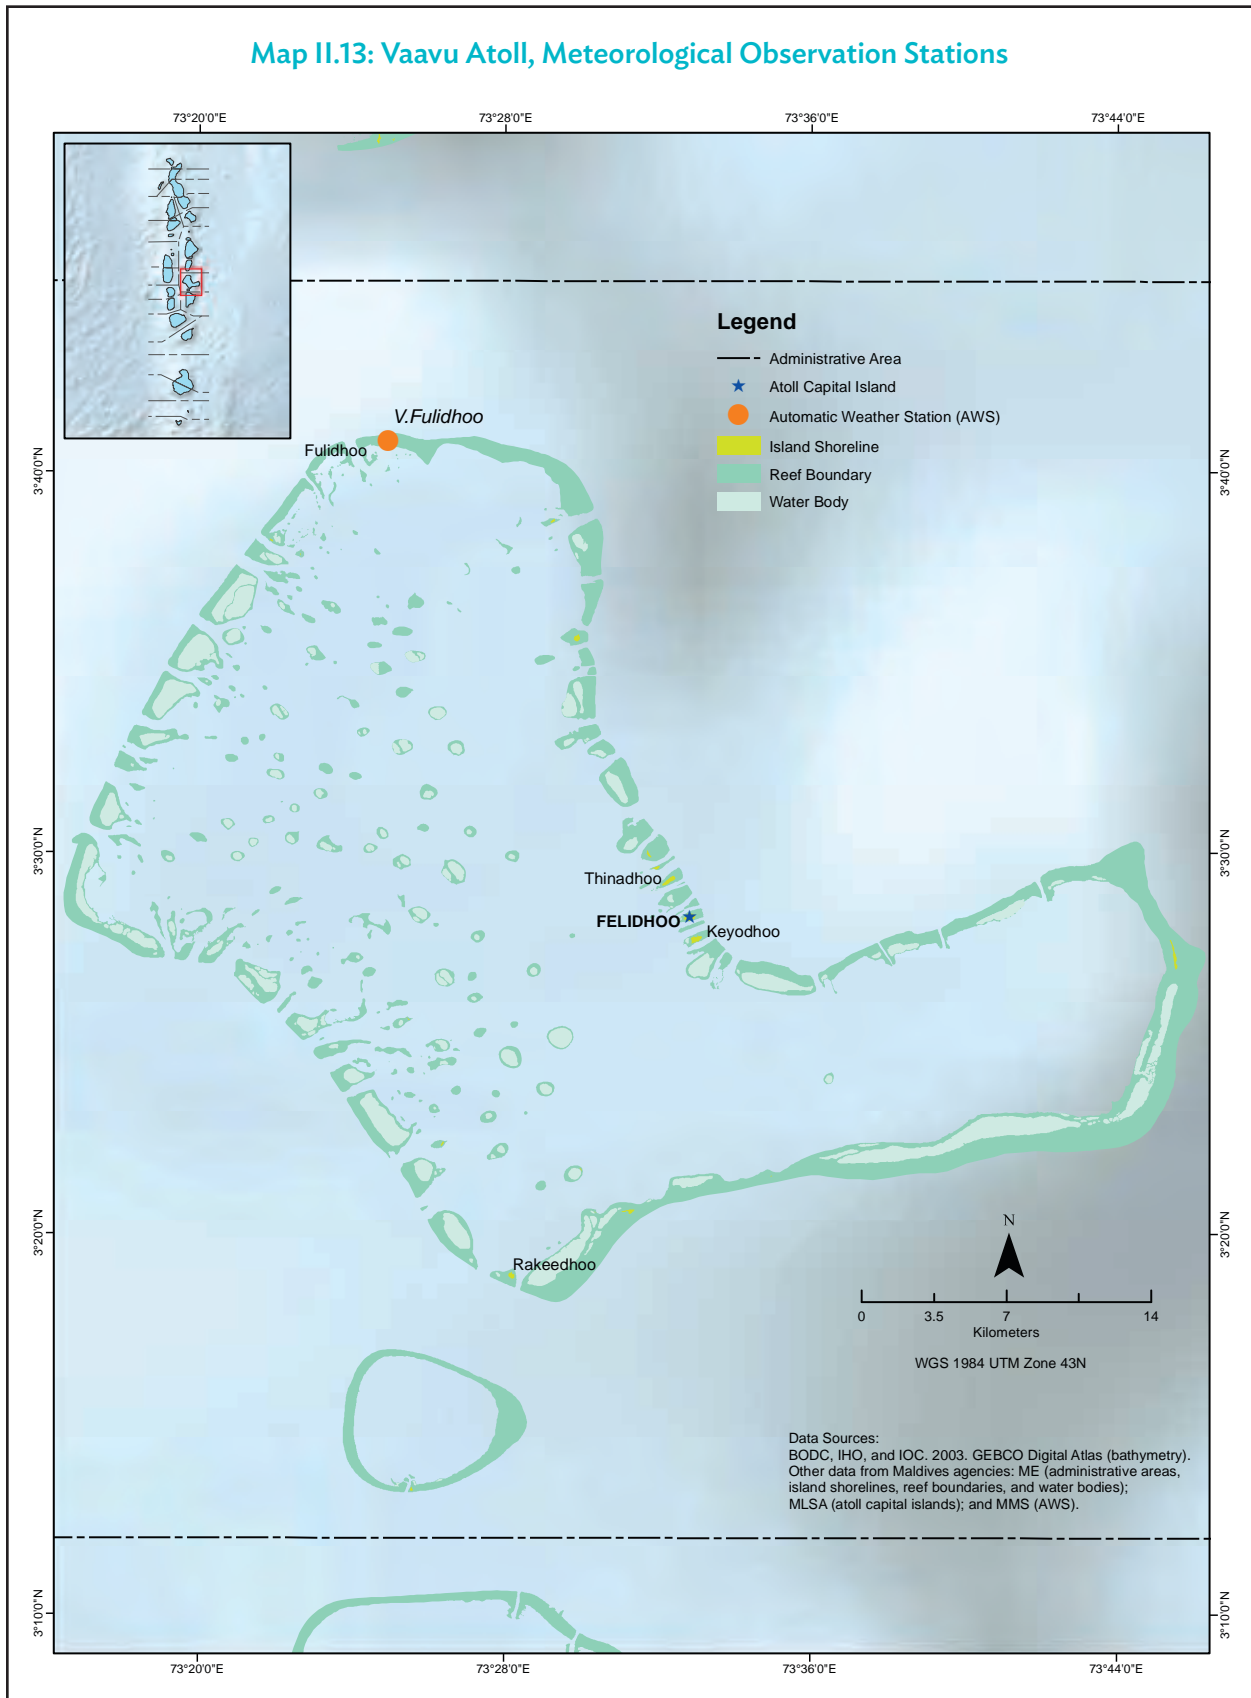 Map II.13: Vaavu Atoll, Meteorological Observation Stations
73°20'0"E
73°28'0"E
73°36'0"E
73°44'0"E
Legend
Administrative Area
Atoll Capital Island
Automatic Weather Station (AWS)
Island Shoreline
Reef Boundary
Water Body
V.Fulidhoo
Fulidhoo
3°40'0"N
3°40'0"N
3°30'0"N
3°30'0"N
Thinadhoo
FELIDHOO
Keyodhoo
3°20'0"N
3°20'0"N
Rakeedhoo
N
0
3.5
7
14
Kilometers
WGS 1984 UTM Zone 43N
Data Sources:
BODC, IHO, and IOC. 2003. GEBCO Digital Atlas (bathymetry).
Other data from Maldives agencies: ME (administrative areas,
island shorelines, reef boundaries, and water bodies);
MLSA (atoll capital islands); and MMS (AWS).
3°10'0"N
3°10'0"N
73°20'0"E
73°28'0"E
73°36'0"E
73°44'0"E